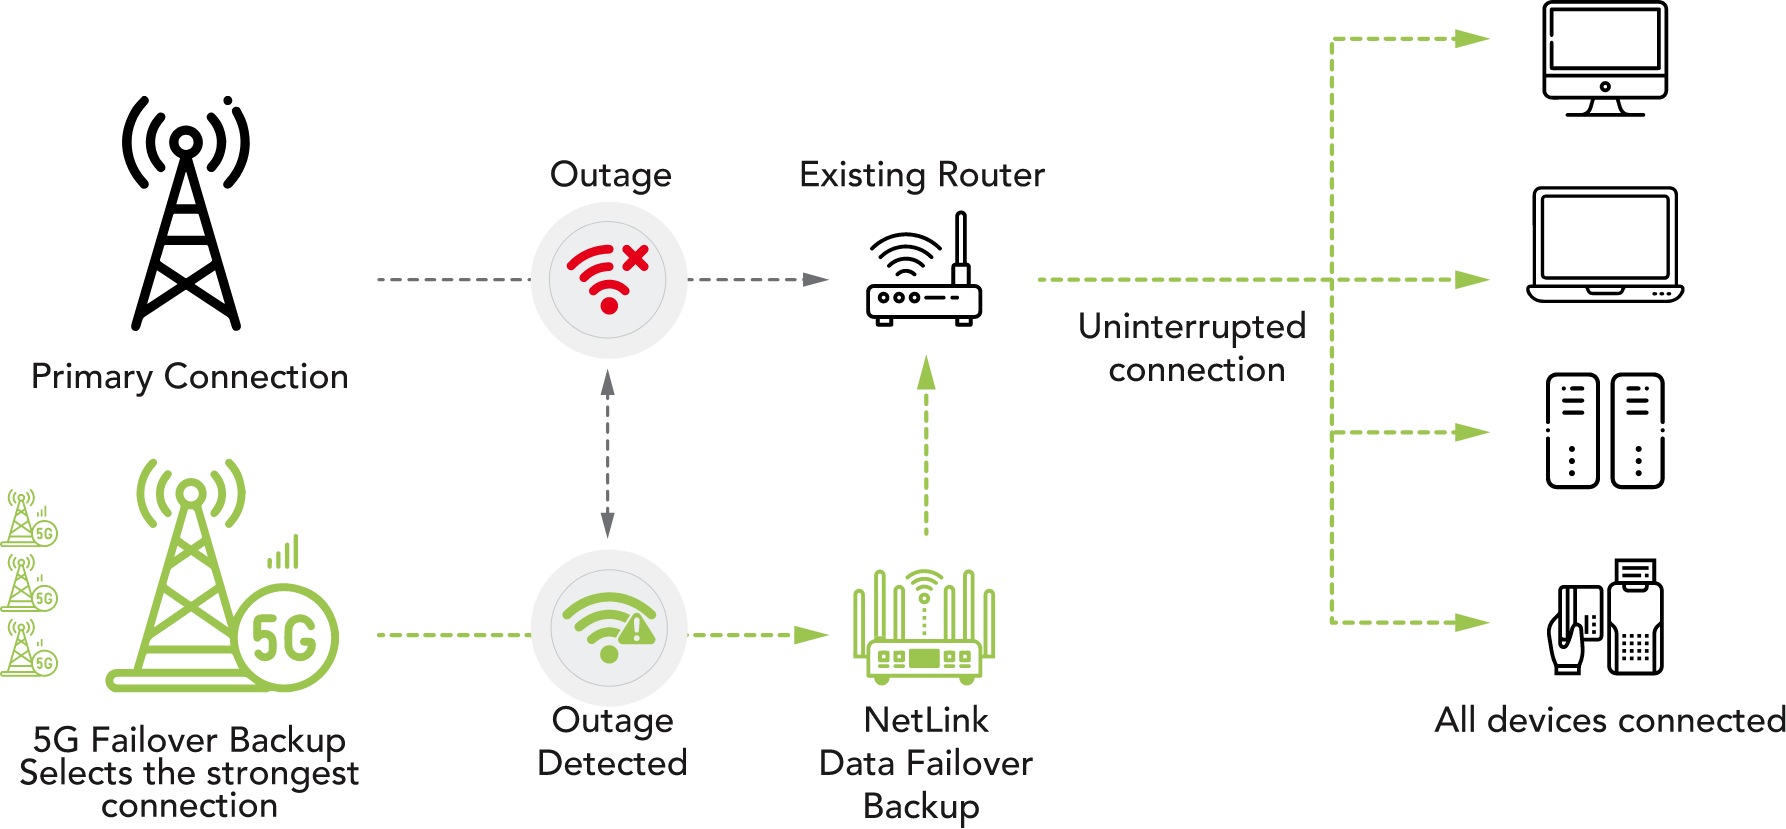 Outage
Existing Router
Uninterrupted
connection
Primary Connection
5G
5G
5G
5G
5G Failover Backup
Selects the strongest
connection
Outage
Detected
NetLink
Data Failover
Backup
All devices connected